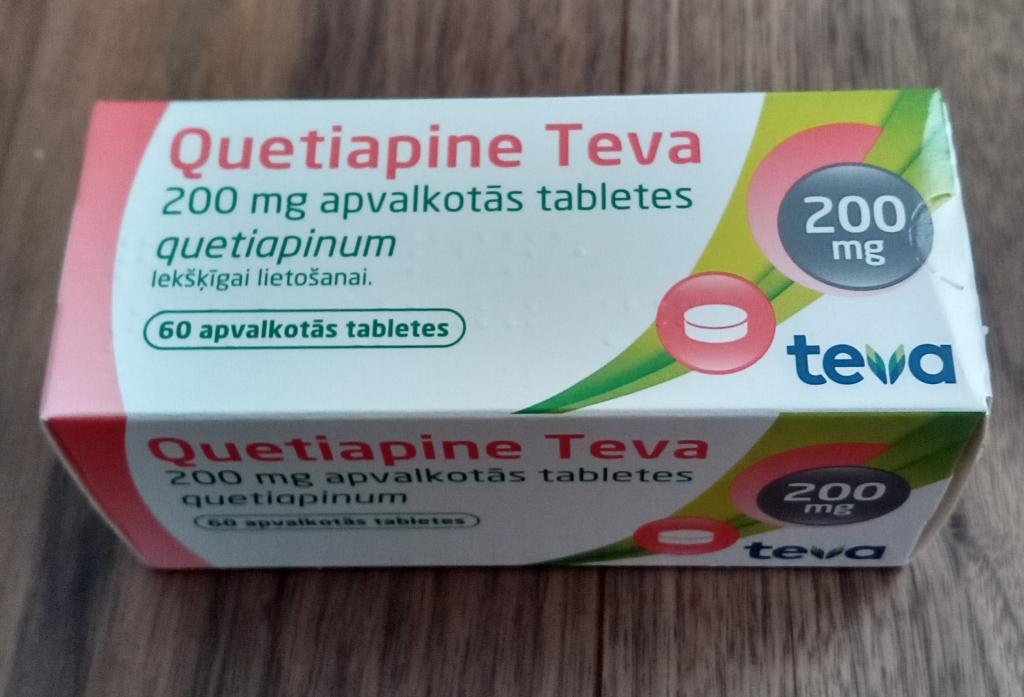 Quetiapine Teva
200 mg apvalkotās tabletes
quetiapinum
Iekšķīgai lietošanai.
60 apvalkotās tabletes
200
mg
teva
Quetiapine Teva
200 mg apvalkotās tabletes
quetiapinum
60 apvalkotās tabletes
200
mg
teva